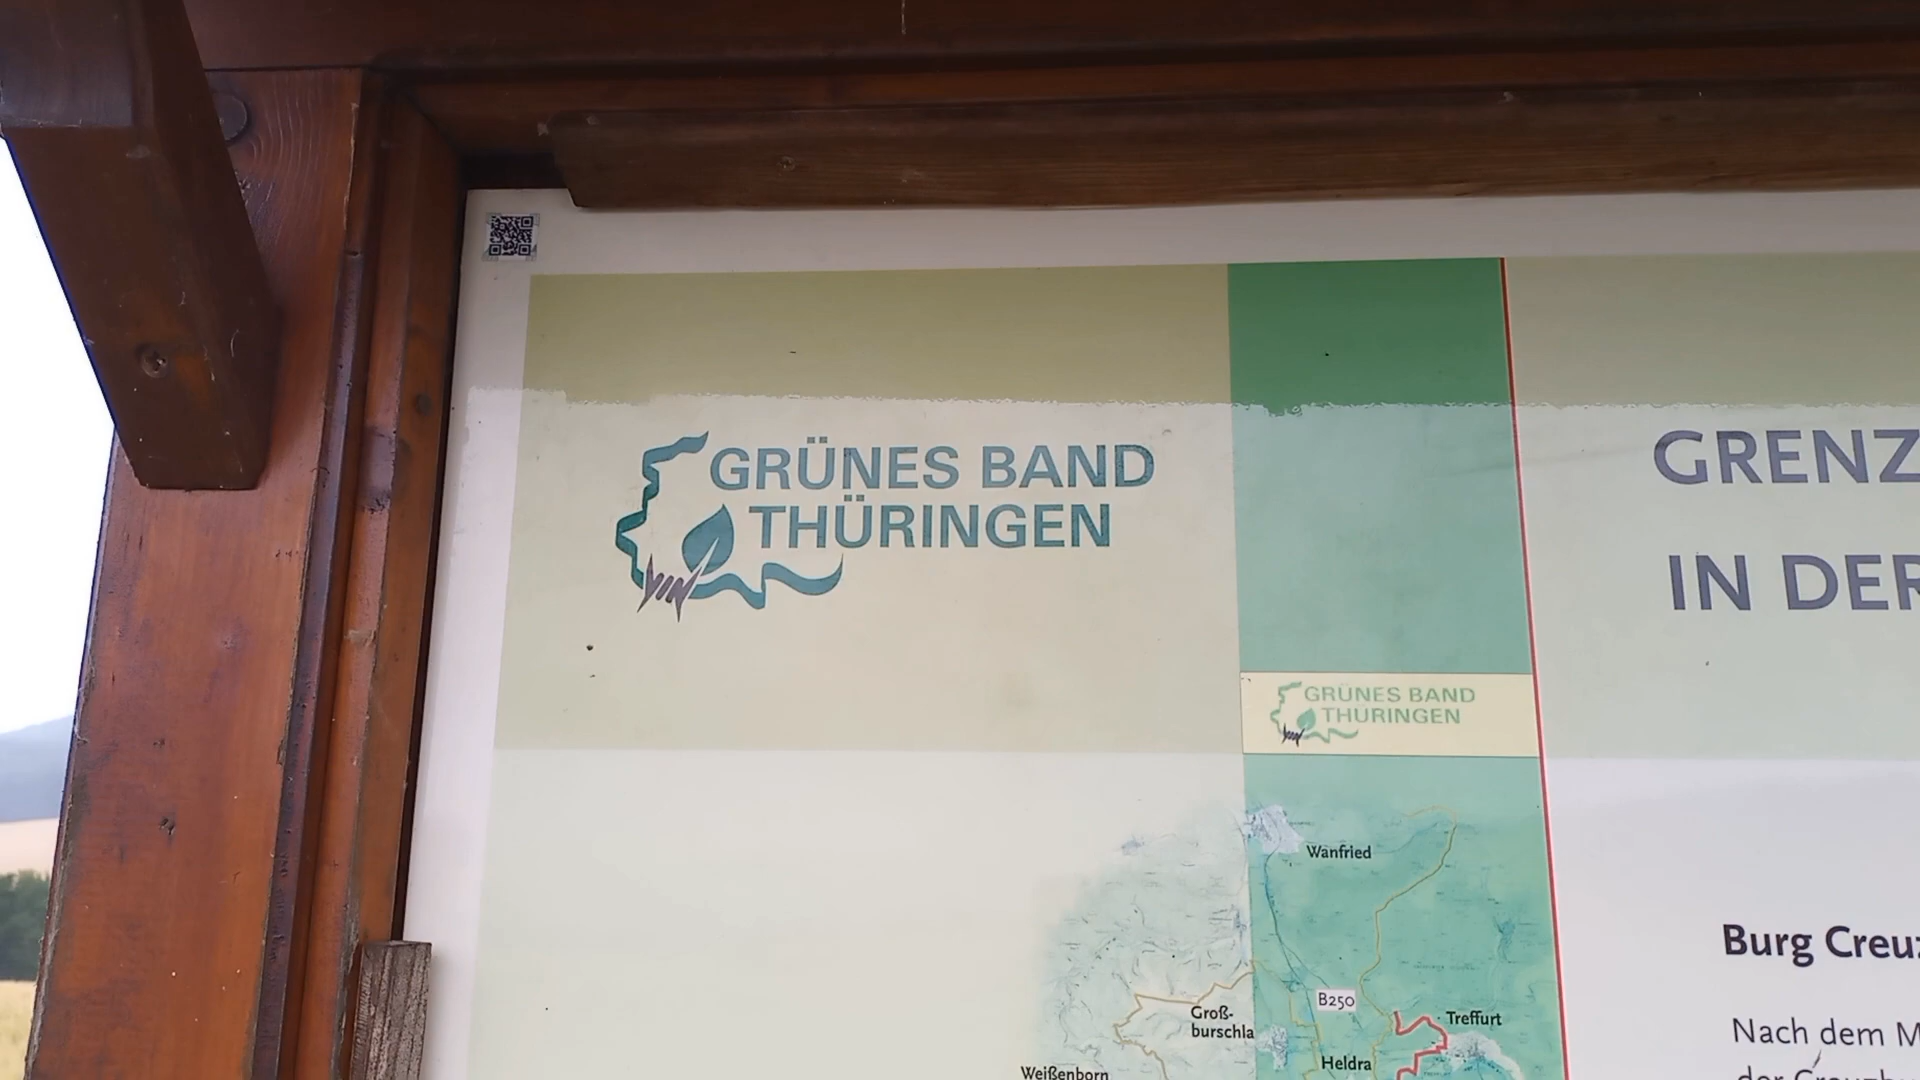 GRÜNES BAND
THÜRINGEN
GRÜNES BAND
THÜRINGEN
Wanfried
B250
Groß-
burschla
Treffurt
Heldra
Weißenborn
GRENZ
IN DER
Burg Creuz
Nach dem M